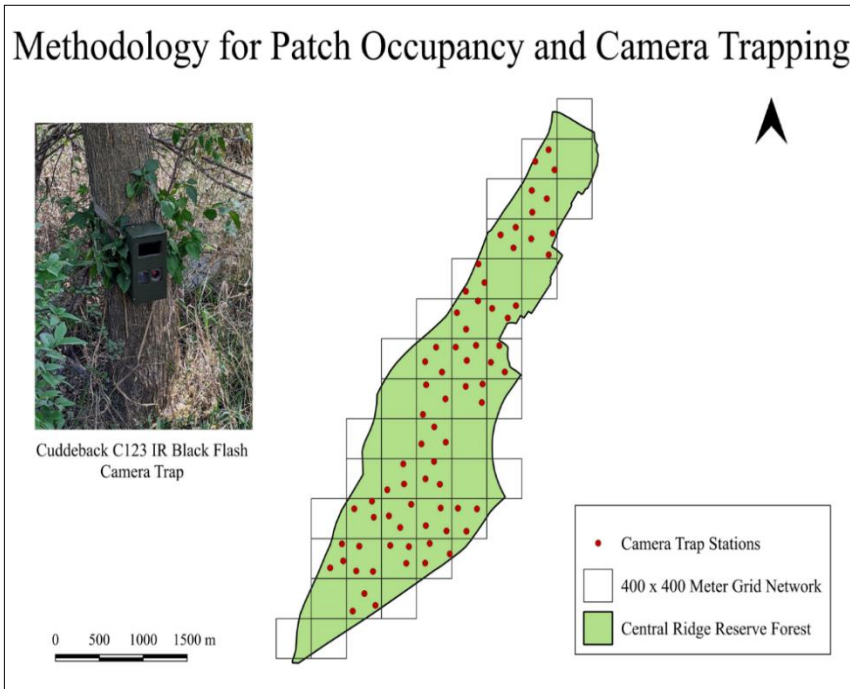 Methodology for Patch Occupancy and Camera Trapping
Cuddeback C123 IR Black Flash
Camera Trap
Camera Trap Stations
400 x 400 Meter Grid Network
Central Ridge Reserve Forest
0 500 1000 1500 m